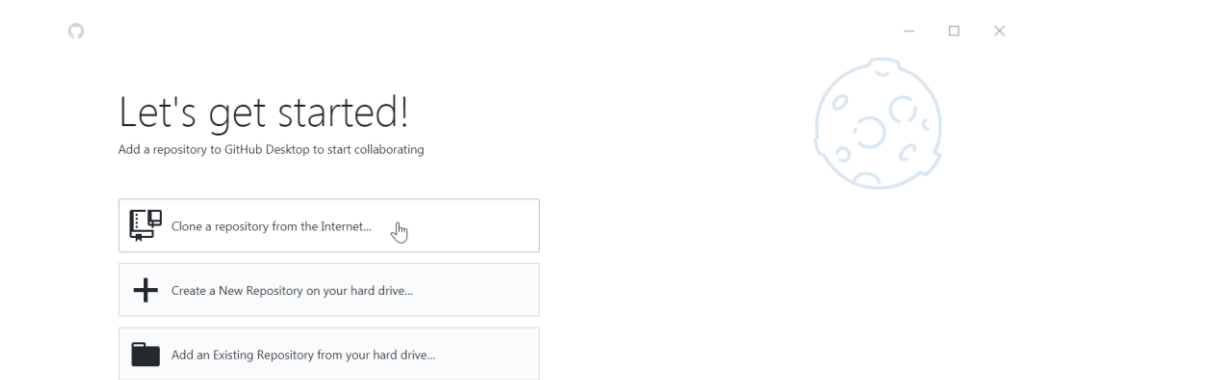 Let's get started!
Add a repository to GitHub Desktop to start collaborating
Clone a repository from the Internet...
Create a New Repository on your hard drive...
Add an Existing Repository from your hard drive...